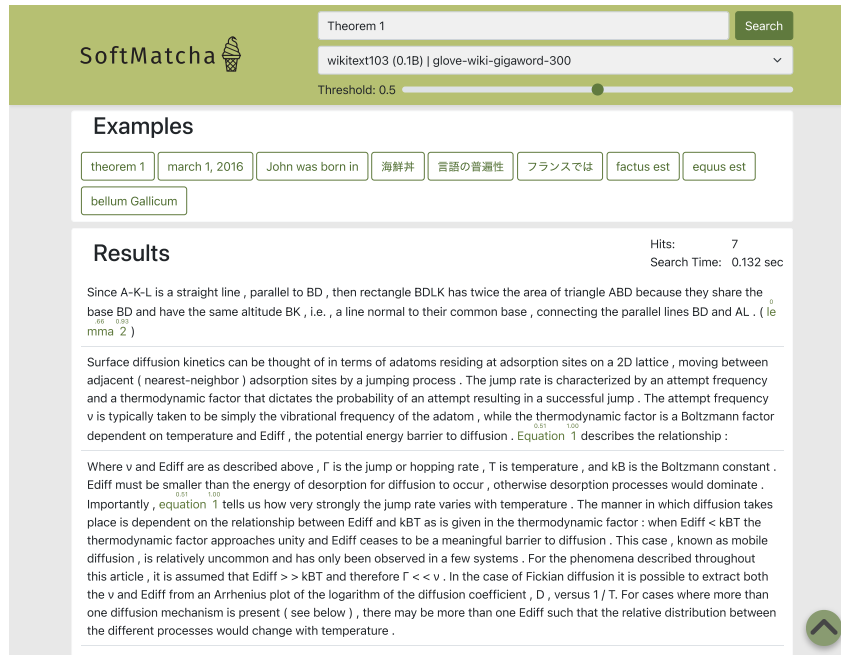 Theorem 1
Search
SoftMatcha
wikitext103 (0.1B) | glove-wiki-gigaword-300
Threshold: 0.5
Examples
theorem 1
march 1, 2016
John was born in
海鮮丼
言語の普遍性
フランスでは
factus est
equus est
bellum Gallicum
Results
Hits: 7
Search Time: 0.132 sec
Since A-K-L is a straight line , parallel to BD , then rectangle BDLK has twice the area of triangle ABD because they share the
0
base BD and have the same altitude BK , i.e. , a line normal to their common base , connecting the parallel lines BD and AL . ( le
.66 0.93
mma 2 )
Surface diffusion kinetics can be thought of in terms of adatoms residing at adsorption sites on a 2D lattice , moving between
adjacent ( nearest-neighbor ) adsorption sites by a jumping process . The jump rate is characterized by an attempt frequency
and a thermodynamic factor that dictates the probability of an attempt resulting in a successful jump . The attempt frequency
ν is typically taken to be simply the vibrational frequency of the adatom , while the thermodynamic factor is a Boltzmann factor
0.51 1.00
dependent on temperature and Ediff , the potential energy barrier to diffusion . Equation 1 describes the relationship :
Where ν and Ediff are as described above , Γ is the jump or hopping rate , T is temperature , and kB is the Boltzmann constant .
Ediff must be smaller than the energy of desorption for diffusion to occur , otherwise desorption processes would dominate .
0.51 1.00
Importantly , equation 1 tells us how very strongly the jump rate varies with temperature . The manner in which diffusion takes
place is dependent on the relationship between Ediff and kBT as is given in the thermodynamic factor : when Ediff < kBT the
thermodynamic factor approaches unity and Ediff ceases to be a meaningful barrier to diffusion . This case , known as mobile
diffusion , is relatively uncommon and has only been observed in a few systems . For the phenomena described throughout
this article , it is assumed that Ediff > > kBT and therefore Γ < < ν . In the case of Fickian diffusion it is possible to extract both
the ν and Ediff from an Arrhenius plot of the logarithm of the diffusion coefficient , D , versus 1 / T. For cases where more than
one diffusion mechanism is present ( see below ) , there may be more than one Ediff such that the relative distribution between
the different processes would change with temperature .